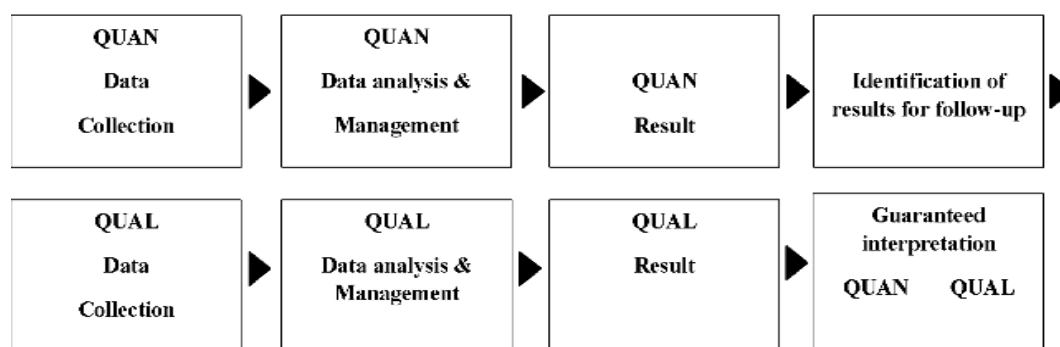 QUAN
Data
Collection
QUAN
Data analysis &
Management
QUAN
Result
Identification of
results for follow-up
QUAL
Data
Collection
QUAL
Data analysis &
Management
QUAL
Result
Guaranteed
interpretation
QUAN QUAL